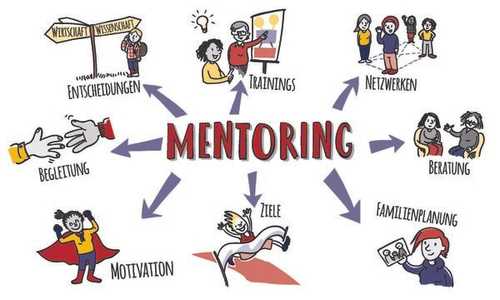 WIRTSCHAFT WISSENSCHAFT
ENTSCHEIDUNGEN
TRAININGS
NETZWERKEN
BEGLEITUNG
MENTORING
BERATUNG
MOTIVATION
ZIELE
FAMILIENPLANUNG